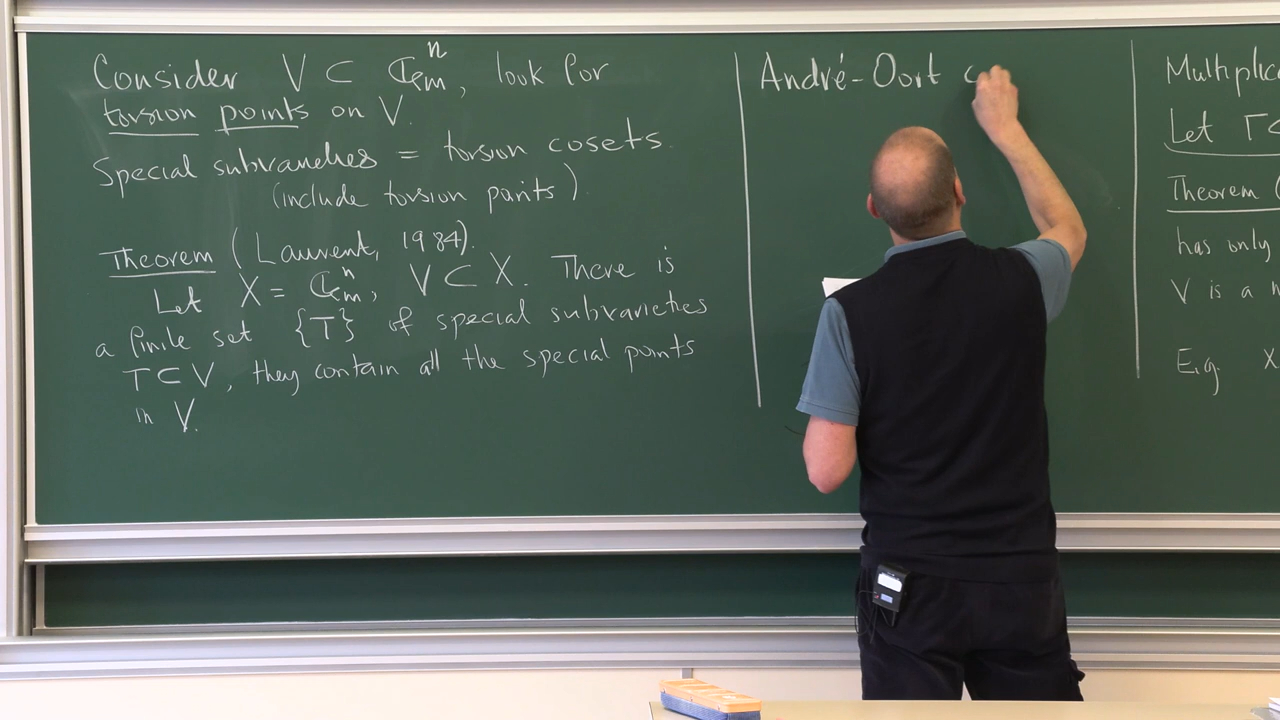 Consider V ⊂ 𝔾ₘⁿ, look for
torsion points on V.
Special subvarieties = torsion cosets.
(include torsion points).
Theorem (Laurent, 1984).
Let X = 𝔾ₘⁿ, V ⊂ X. There is
a finite set {T} of special subvarieties
T ⊂ V, they contain all the special points
in V.
André-Oort c
Multiplic
Let Γ ⊂
Theorem (
has only
V is a
E.g. X